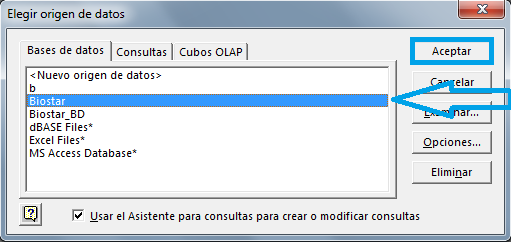 Elegir origen de datos
Bases de datos
Consultas
Cubos OLAP
<Nuevo origen de datos>
b
Biostar
Biostar_BD
dBASE Files*
Excel Files*
MS Access Database*
Aceptar
Cancelar
Examinar...
Opciones...
Eliminar
Usar el Asistente para consultas para crear o modificar consultas